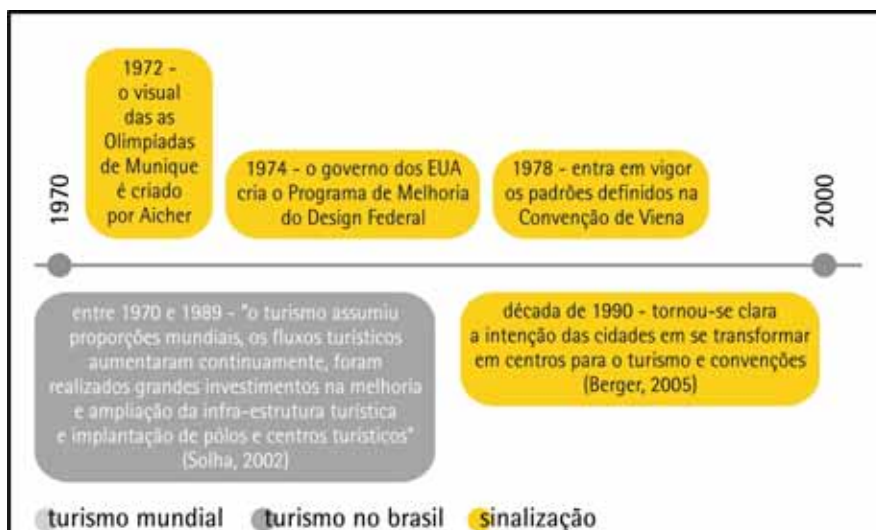 1972 -
o visual
das as
Olimpíadas
de Munique
é criado
por Aicher
1974 - o governo dos EUA
cria o Programa de Melhoria
do Design Federal
1978 - entra em vigor
os padrões definidos na
Convenção de Viena
1970
2000
entre 1970 e 1989 - "o turismo assumiu
proporções mundiais, os fluxos turísticos
aumentaram continuamente, foram
realizados grandes investimentos na melhoria
e ampliação da infra-estrutura turística
e implantação de pólos e centros turísticos"
(Solha, 2002)
década de 1990 - tornou-se clara
a intenção das cidades em se transformar
em centros para o turismo e convenções
(Berger, 2005)
turismo mundial turismo no brasil sinalização